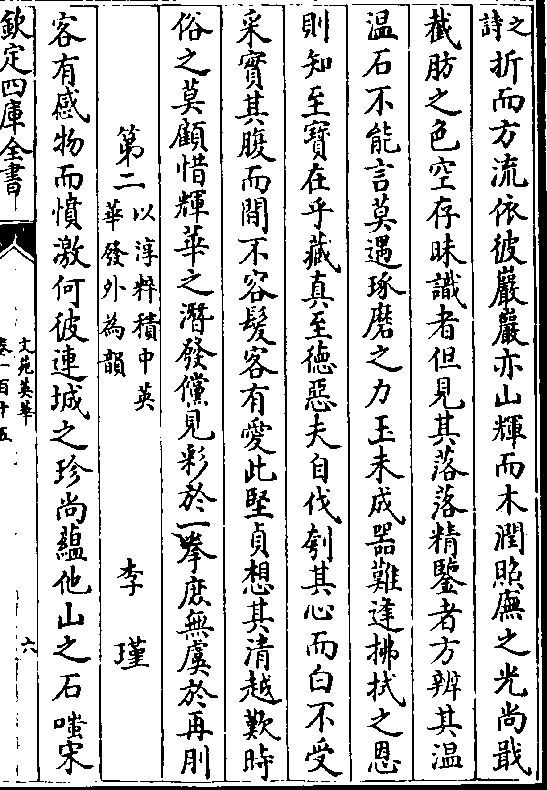 之詩折而方流依彼巖巖亦山輝而木潤照廡之光尚戢
截肪之色空存昧識者但見其落落精鑒者方辨其温
温石不能言莫遇琢磨之力玉未成器難逢拂拭之恩
則知至寶在乎藏真至徳惡夫自伐刳其心而白不受
采實其腹而間不容髮客有愛此堅貞想其清越歎時
俗之莫顧惜輝華之潛發儻見彩於一拳庶無虞於再刖
第二以淳粹積中英華發外為韻 李瑾
客有感物而憤激何彼連城之珍尚藴他山之石嗤宋
欽定四庫全書
文苑英華
卷一百十五
六